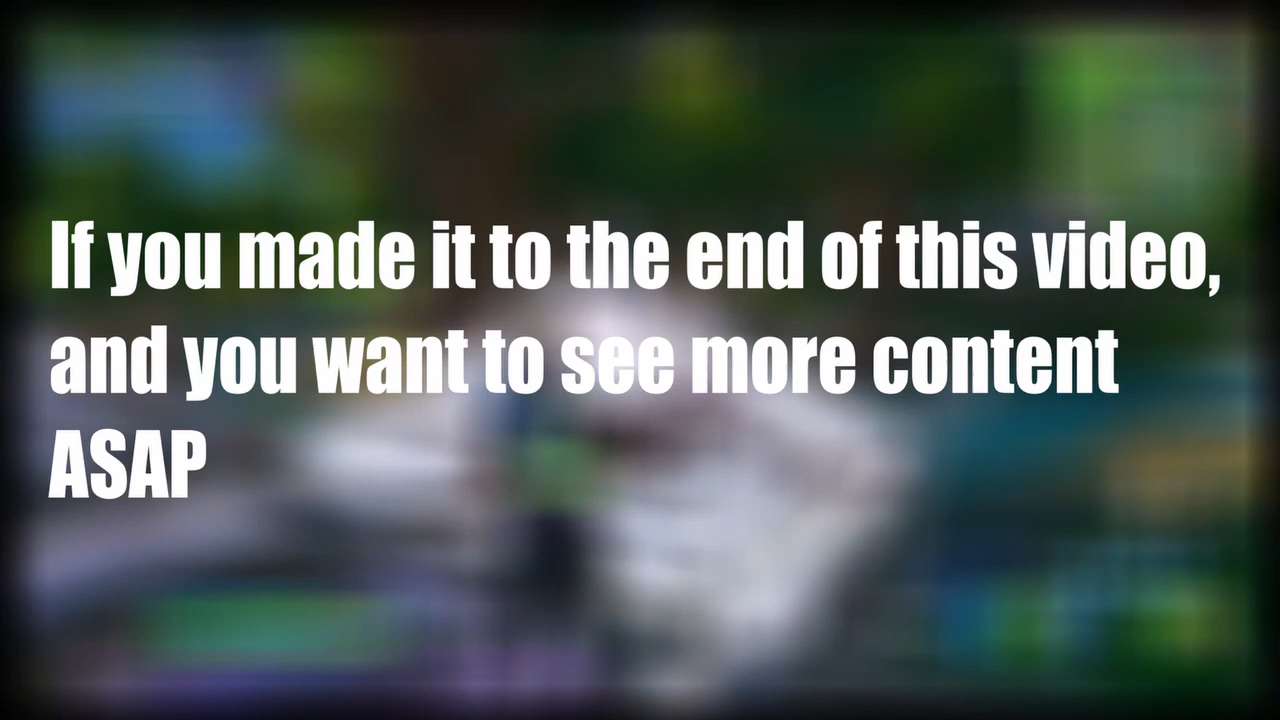 If you made it to the end of this video,
and you want to see more content
ASAP